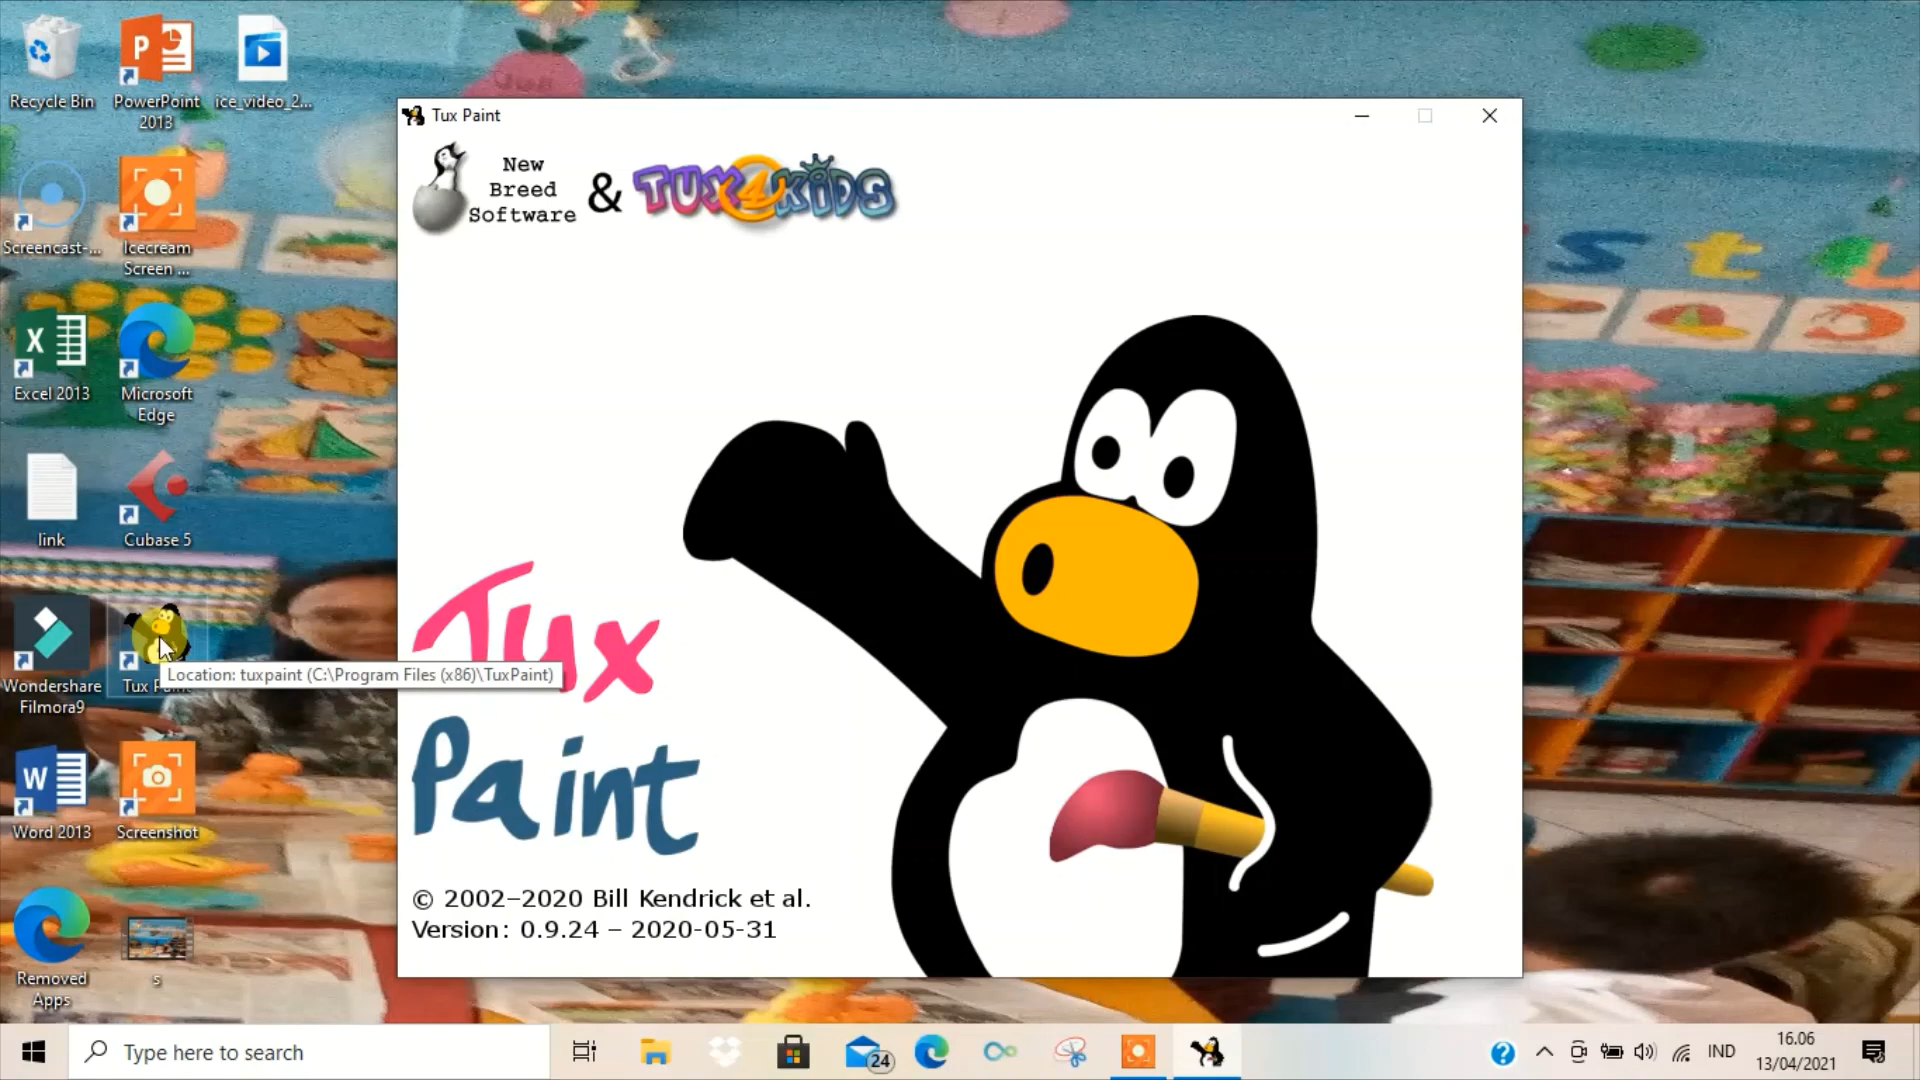 Recycle Bin
PowerPoint 2013
ice_video_2...
Screencast-...
Icecream Screen ...
Excel 2013
Microsoft Edge
link
Cubase 5
Wondershare Filmora9
Tux
Word 2013
Screenshot
Removed Apps
s
Tux Paint
New
Breed
Software
&
TUX4KIDS
Tux
Location: tuxpaint (C:\Program Files (x86)\TuxPaint)
Paint
© 2002–2020 Bill Kendrick et al.
Version: 0.9.24 – 2020-05-31
st
Type here to search
24
IND
16.06
13/04/2021